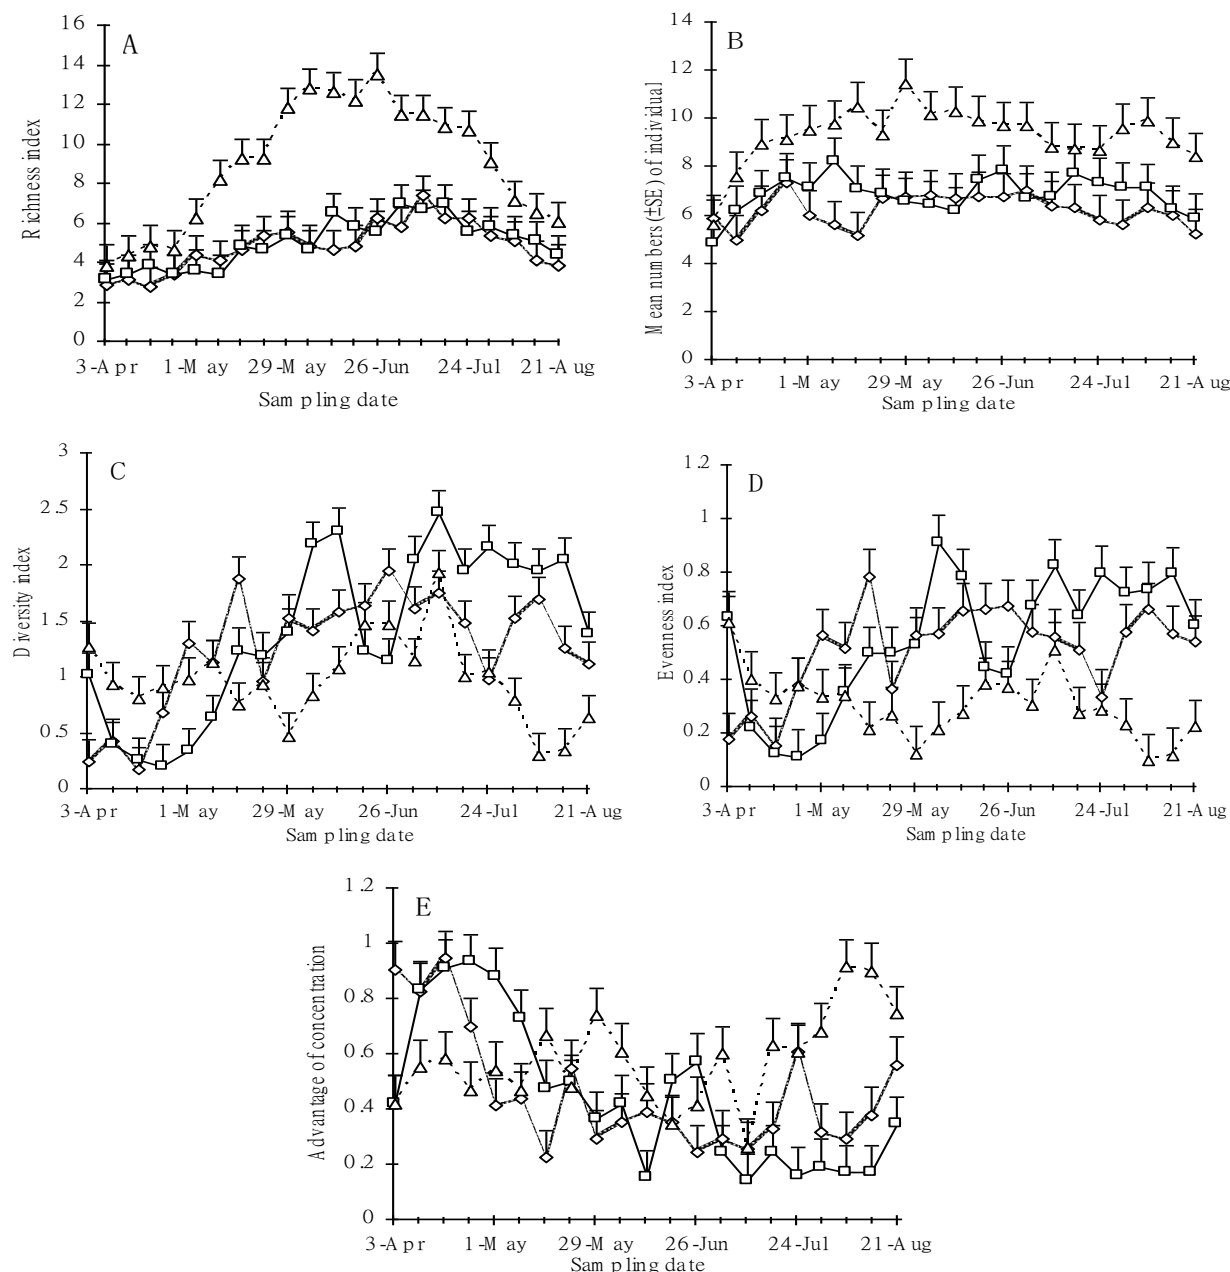 A
Richness index
16
14
12
10
8
6
4
2
0
3-Apr 1-May 29-May 26-Jun 24-Jul 21-Aug
Sampling date
B
Mean numbers (±SE) of individual
14
12
10
8
6
4
2
0
3-Apr 1-May 29-May 26-Jun 24-Jul 21-Aug
Sampling date
C
Diversity index
3
2.5
2
1.5
1
0.5
0
3-Apr 1-May 29-May 26-Jun 24-Jul 21-Aug
Sampling date
D
Evenness index
1.2
1
0.8
0.6
0.4
0.2
0
3-Apr 1-May 29-May 26-Jun 24-Jul 21-Aug
Sampling date
E
Advantage of concentration
1.2
1
0.8
0.6
0.4
0.2
0
3-Apr 1-May 29-May 26-Jun 24-Jul 21-Aug
Sampling date